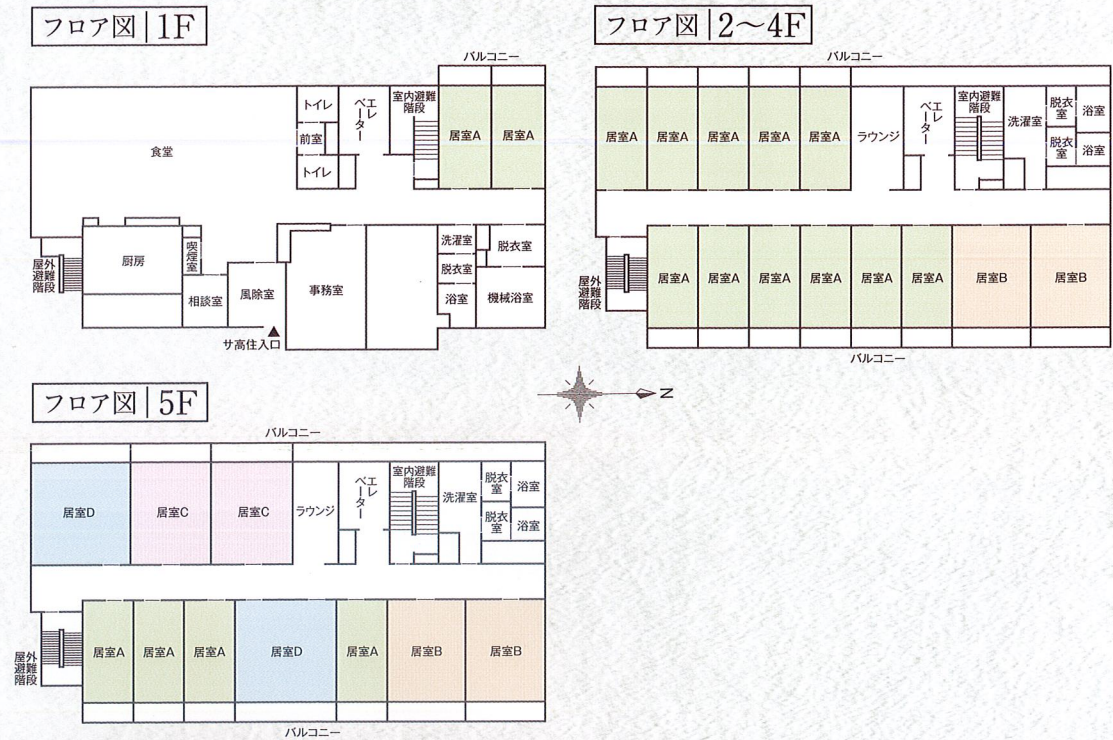 フロア図|1F
バルコニー
食堂
トイレ
前室
トイレ
エレベーター
室内避難階段
居室A
居室A
屋外避難階段
厨房
喫煙室
相談室
風除室
事務室
洗濯室
脱衣室
浴室
脱衣室
機械浴室
サ高住入口
フロア図|2〜4F
バルコニー
居室A
居室A
居室A
居室A
居室A
ラウンジ
エレベーター
室内避難階段
洗濯室
脱衣室
浴室
脱衣室
浴室
屋外避難階段
居室A
居室A
居室A
居室A
居室A
居室A
居室B
居室B
バルコニー
N
フロア図|5F
バルコニー
居室D
居室C
居室C
ラウンジ
エレベーター
室内避難階段
洗濯室
脱衣室
浴室
脱衣室
浴室
屋外避難階段
居室A
居室A
居室A
居室D
居室A
居室B
居室B
バルコニー